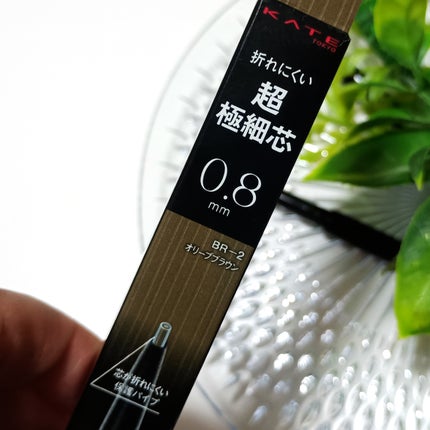 KATE
TOKYO
折れにくい
超
極細芯
0.8
mm
BR-2
オリーブブラウン
芯が折れにくい
保護パイプ